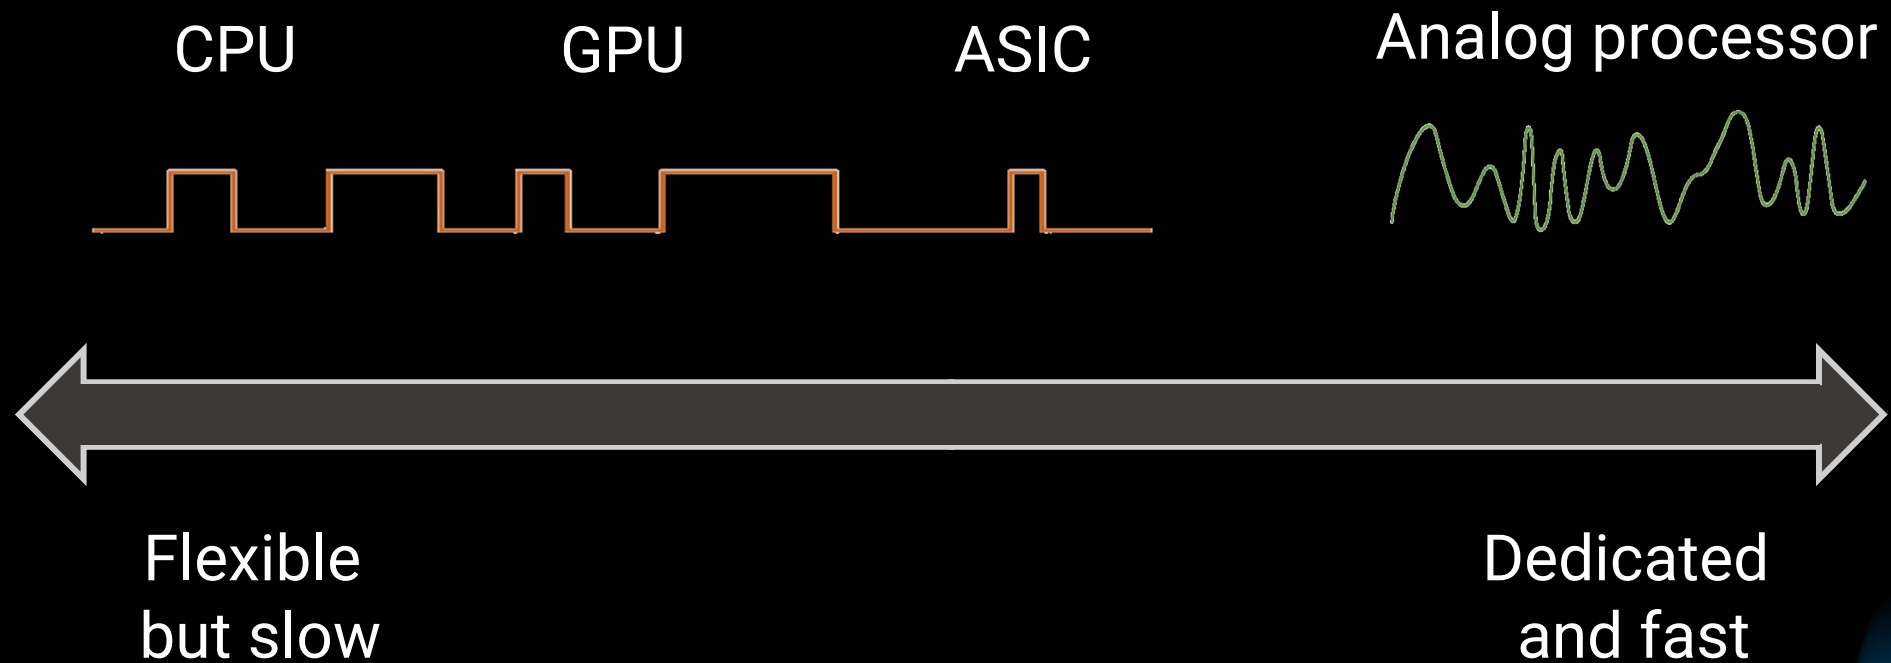 CPU
GPU
ASIC
Analog processor
Flexible
but slow
Dedicated
and fast